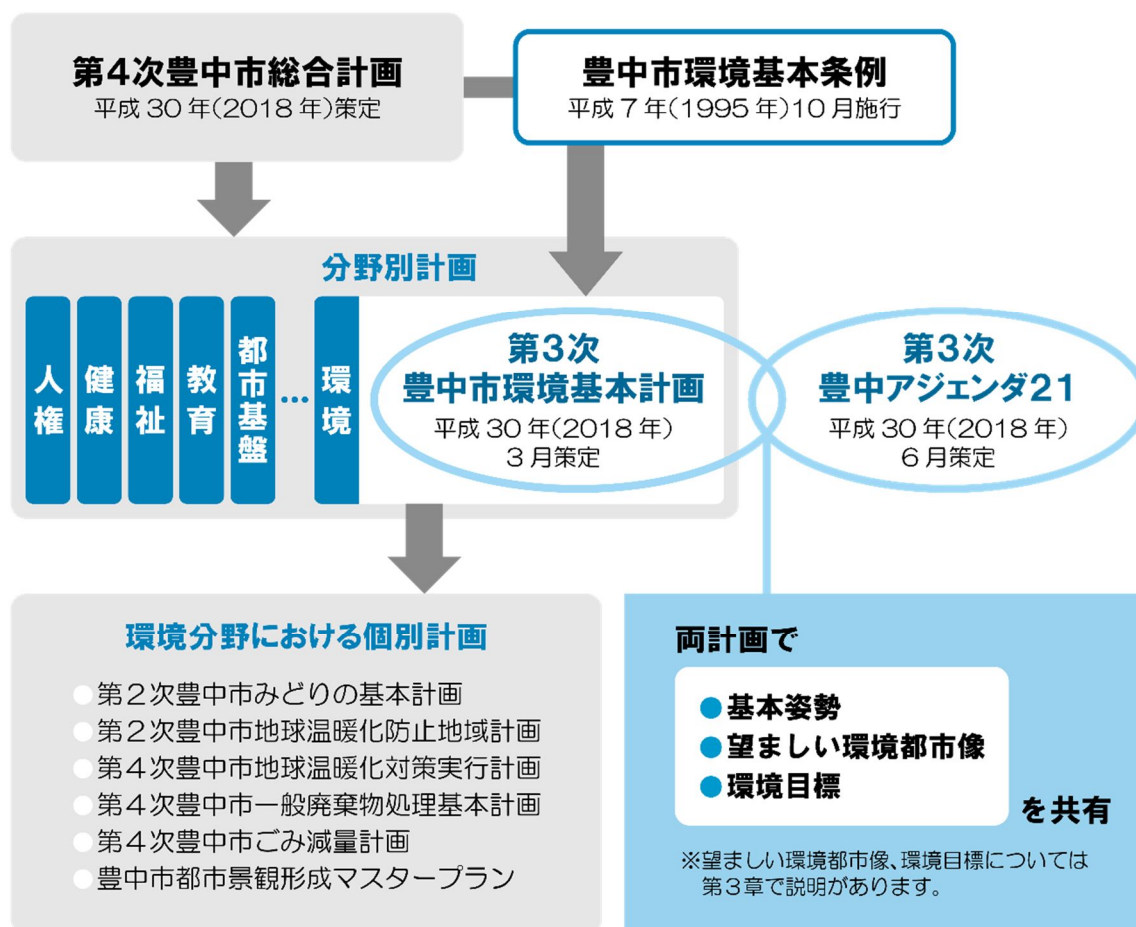 第4次豊中市総合計画
平成30年(2018年)策定
豊中市環境基本条例
平成7年(1995年)10月施行
分野別計画
人権
健康
福祉
教育
都市基盤
…
環境
第3次
豊中市環境基本計画
平成30年(2018年)
3月策定
第3次
豊中アジェンダ21
平成30年(2018年)
6月策定
環境分野における個別計画
第2次豊中市みどりの基本計画
第2次豊中市地球温暖化防止地域計画
第4次豊中市地球温暖化対策実行計画
第4次豊中市一般廃棄物処理基本計画
第4次豊中市ごみ減量計画
豊中市都市景観形成マスタープラン
両計画で
●基本姿勢
●望ましい環境都市像
●環境目標
を共有
※望ましい環境都市像、環境目標については
第3章で説明があります。